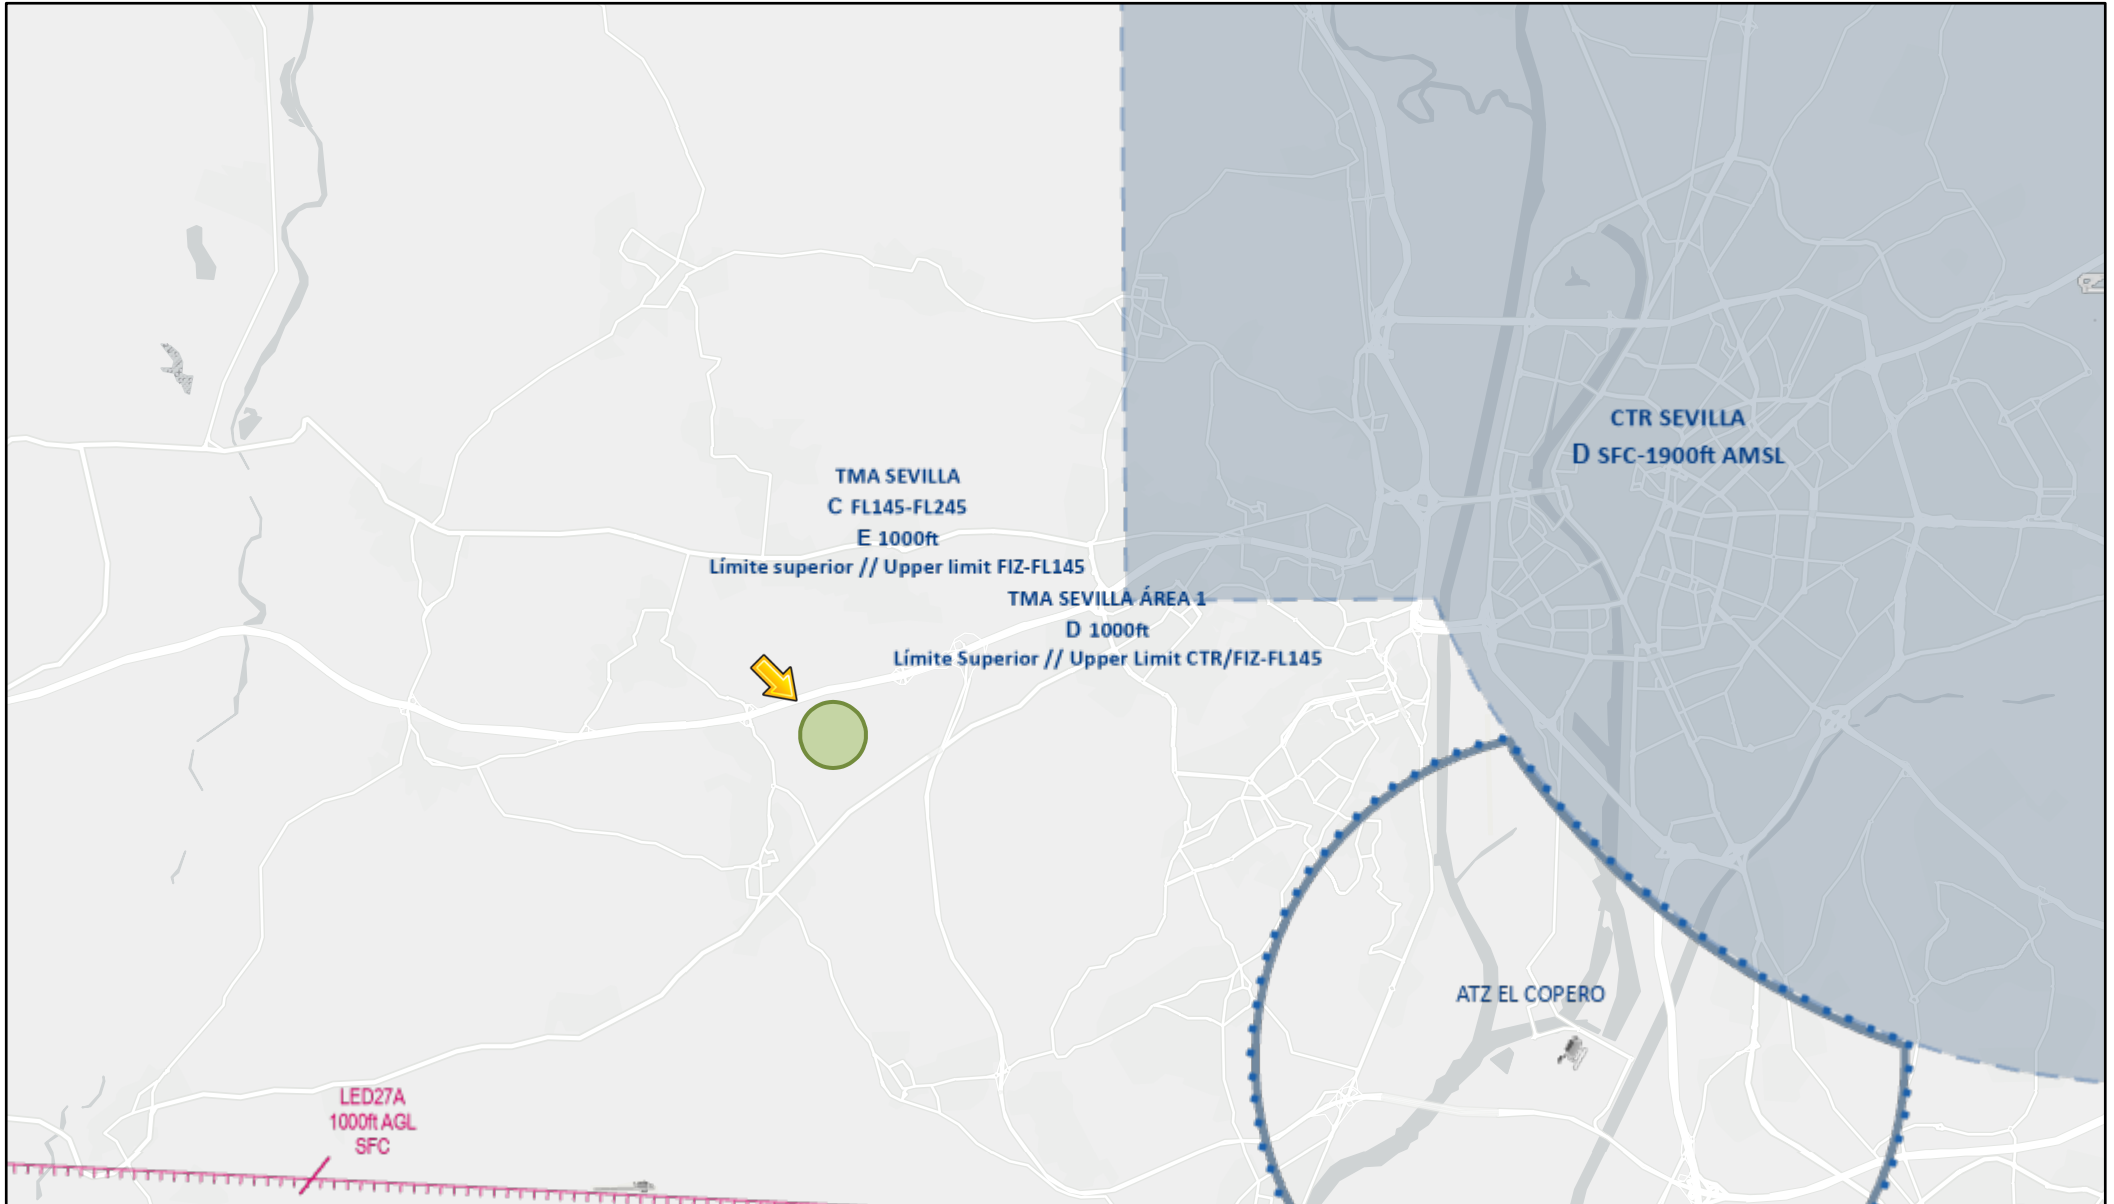 CTR SEVILLA
D SFC-1900ft AMSL
TMA SEVILLA
C FL145-FL245
E 1000ft
Límite superior // Upper limit FIZ-FL145
TMA SEVILLA ÁREA 1
D 1000ft
Límite Superior // Upper Limit CTR/FIZ-FL145
ATZ EL COPERO
LED27A
1000ft AGL
SFC